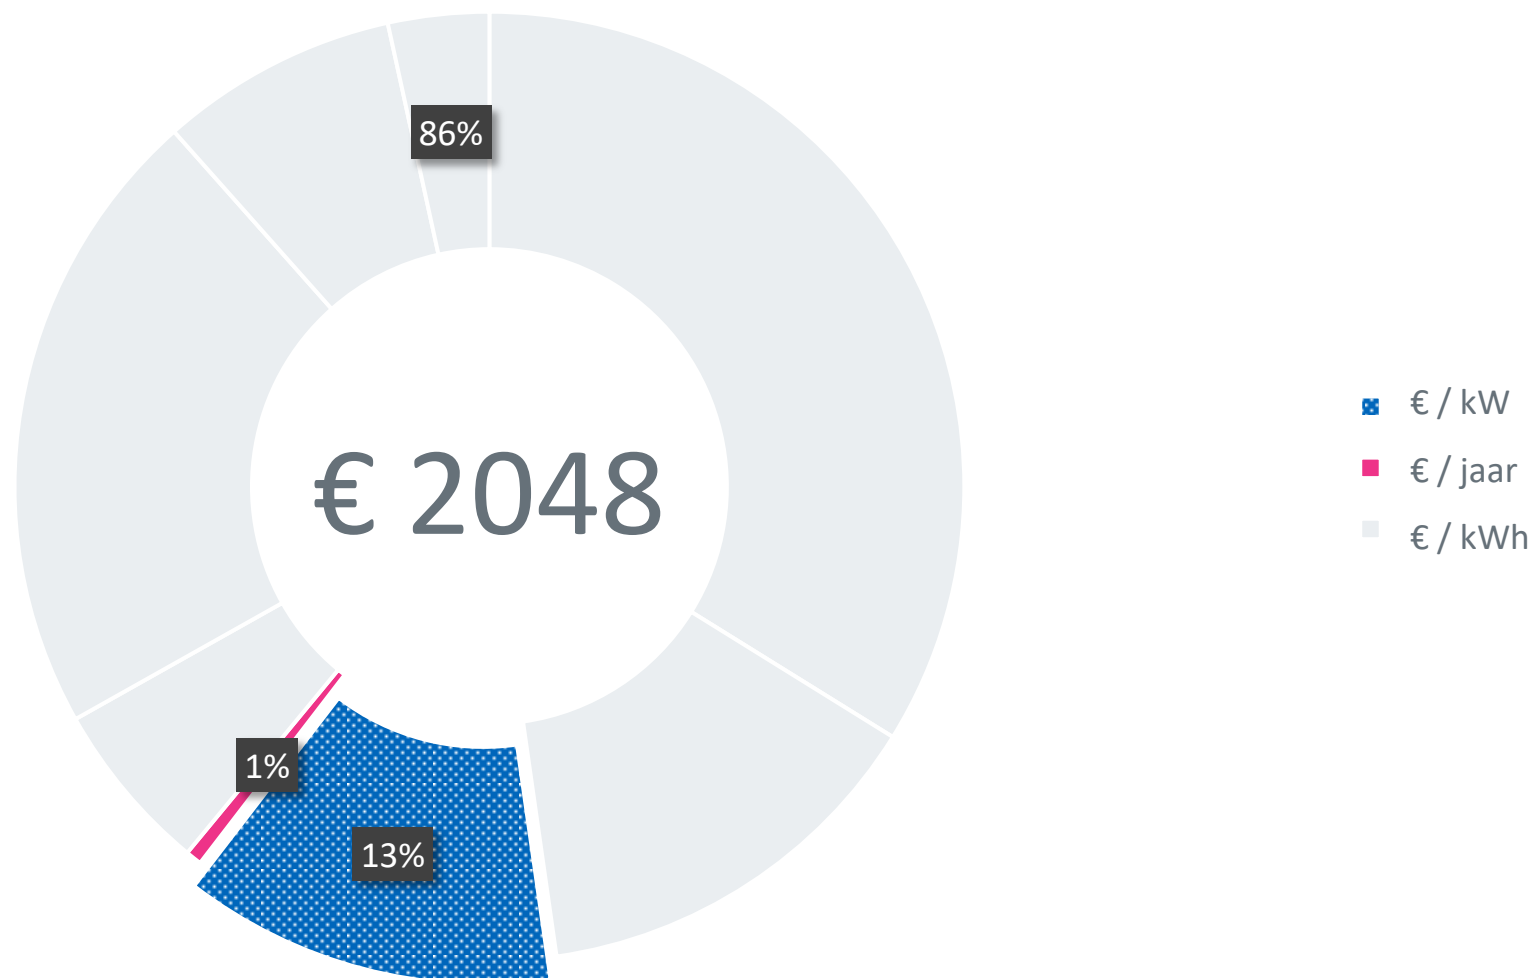 86%
€ 2048
1%
13%
€ / kW
€ / jaar
€ / kWh